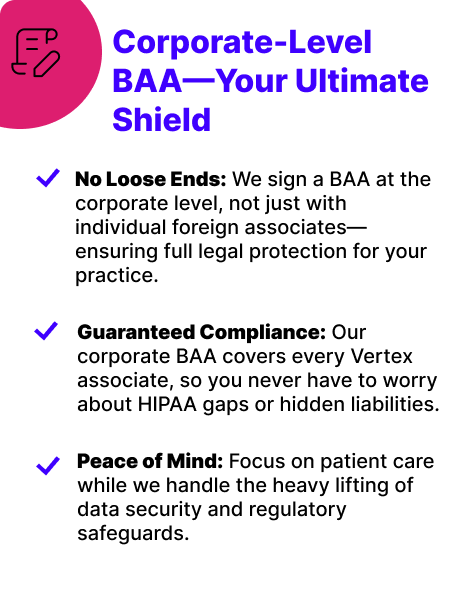 Corporate-Level
BAA—Your Ultimate
Shield
No Loose Ends: We sign a BAA at the
corporate level, not just with
individual foreign associates—
ensuring full legal protection for your
practice.
Guaranteed Compliance: Our
corporate BAA covers every Vertex
associate, so you never have to worry
about HIPAA gaps or hidden liabilities.
Peace of Mind: Focus on patient care
while we handle the heavy lifting of
data security and regulatory
safeguards.